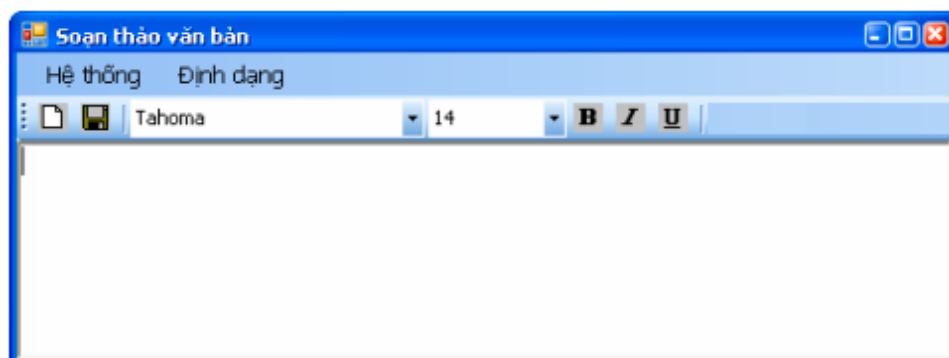 Soạn thảo văn bản
Hệ thống Định dạng
Tahoma 14 B I U